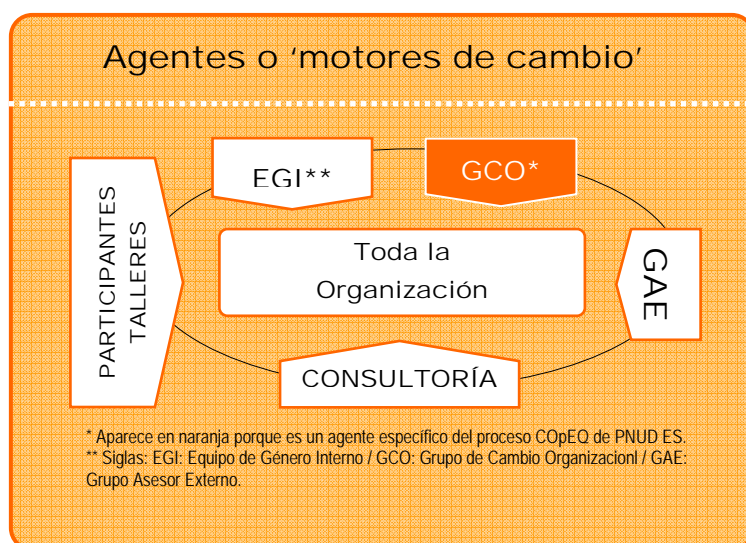 Agentes o ‘motores de cambio’
EGI**
GCO*
PARTICIPANTES
TALLERES
Toda la
Organización
GAE
CONSULTORÍA
* Aparece en naranja porque es un agente específico del proceso COpEQ de PNUD ES.
** Siglas: EGI: Equipo de Género Interno / GCO: Grupo de Cambio Organizacionl / GAE:
Grupo Asesor Externo.